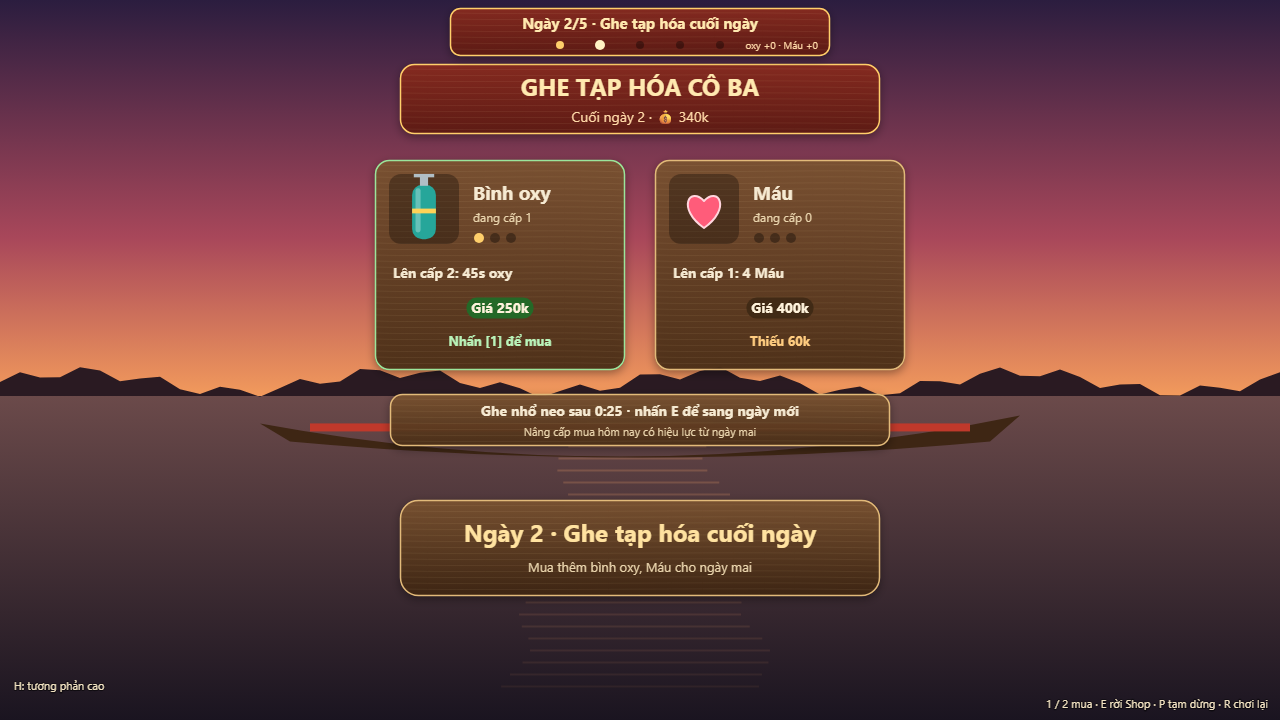 Ngày 2/5 · Ghe tạp hóa cuối ngày
oxy +0 · Máu +0
GHE TẠP HÓA CÔ BA
Cuối ngày 2 · 💰 340k
Bình oxy
đang cấp 1
Lên cấp 2: 45s oxy
Giá 250k
Nhấn [1] để mua
Máu
đang cấp 0
Lên cấp 1: 4 Máu
Giá 400k
Thiếu 60k
Ghe nhổ neo sau 0:25 · nhấn E để sang ngày mới
Nâng cấp mua hôm nay có hiệu lực từ ngày mai
Ngày 2 · Ghe tạp hóa cuối ngày
Mua thêm bình oxy, Máu cho ngày mai
H: tương phản cao
1 / 2 mua · E rời Shop · P tạm dừng · R chơi lại